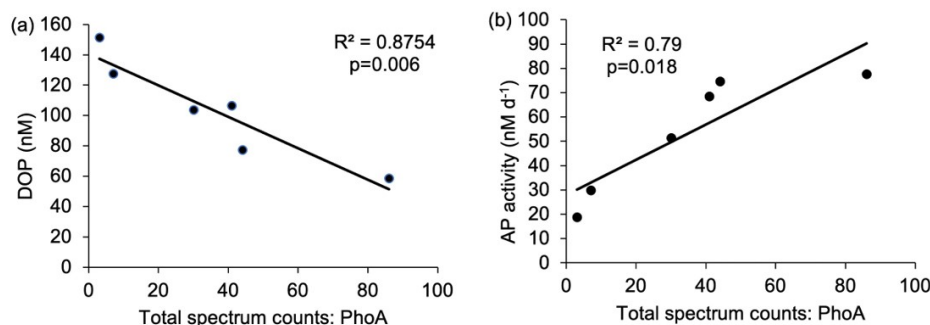 (a)
160
140
120
100
80
60
40
20
0
DOP (nM)
R² = 0.8754
p=0.006
0 20 40 60 80 100
Total spectrum counts: PhoA
(b)
100
90
80
70
60
50
40
30
20
10
0
AP activity (nM d⁻¹)
R² = 0.79
p=0.018
0 20 40 60 80 100
Total spectrum counts: PhoA